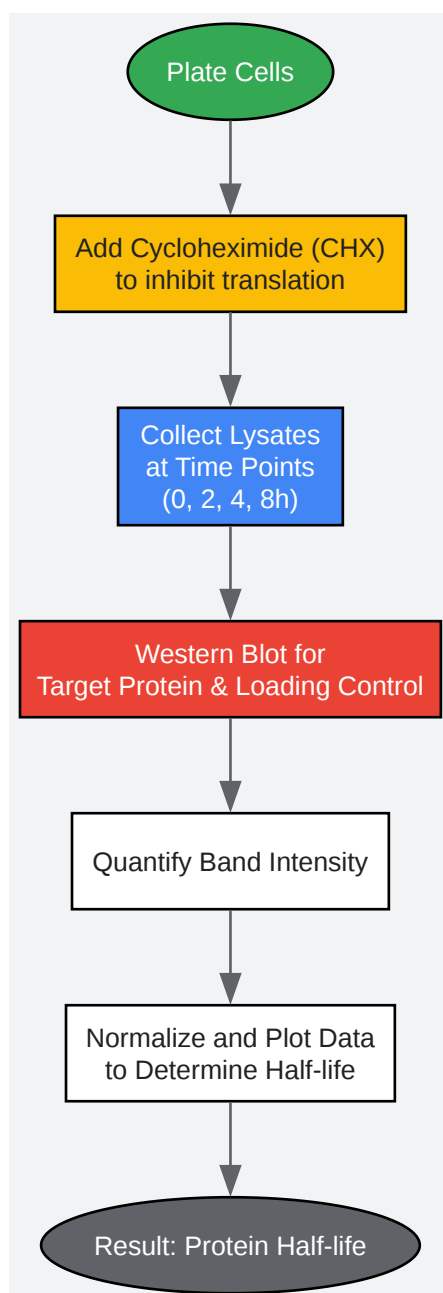 Plate Cells
Add Cycloheximide (CHX)
to inhibit translation
Collect Lysates
at Time Points
(0, 2, 4, 8h)
Western Blot for
Target Protein & Loading Control
Quantify Band Intensity
Normalize and Plot Data
to Determine Half-life
Result: Protein Half-life